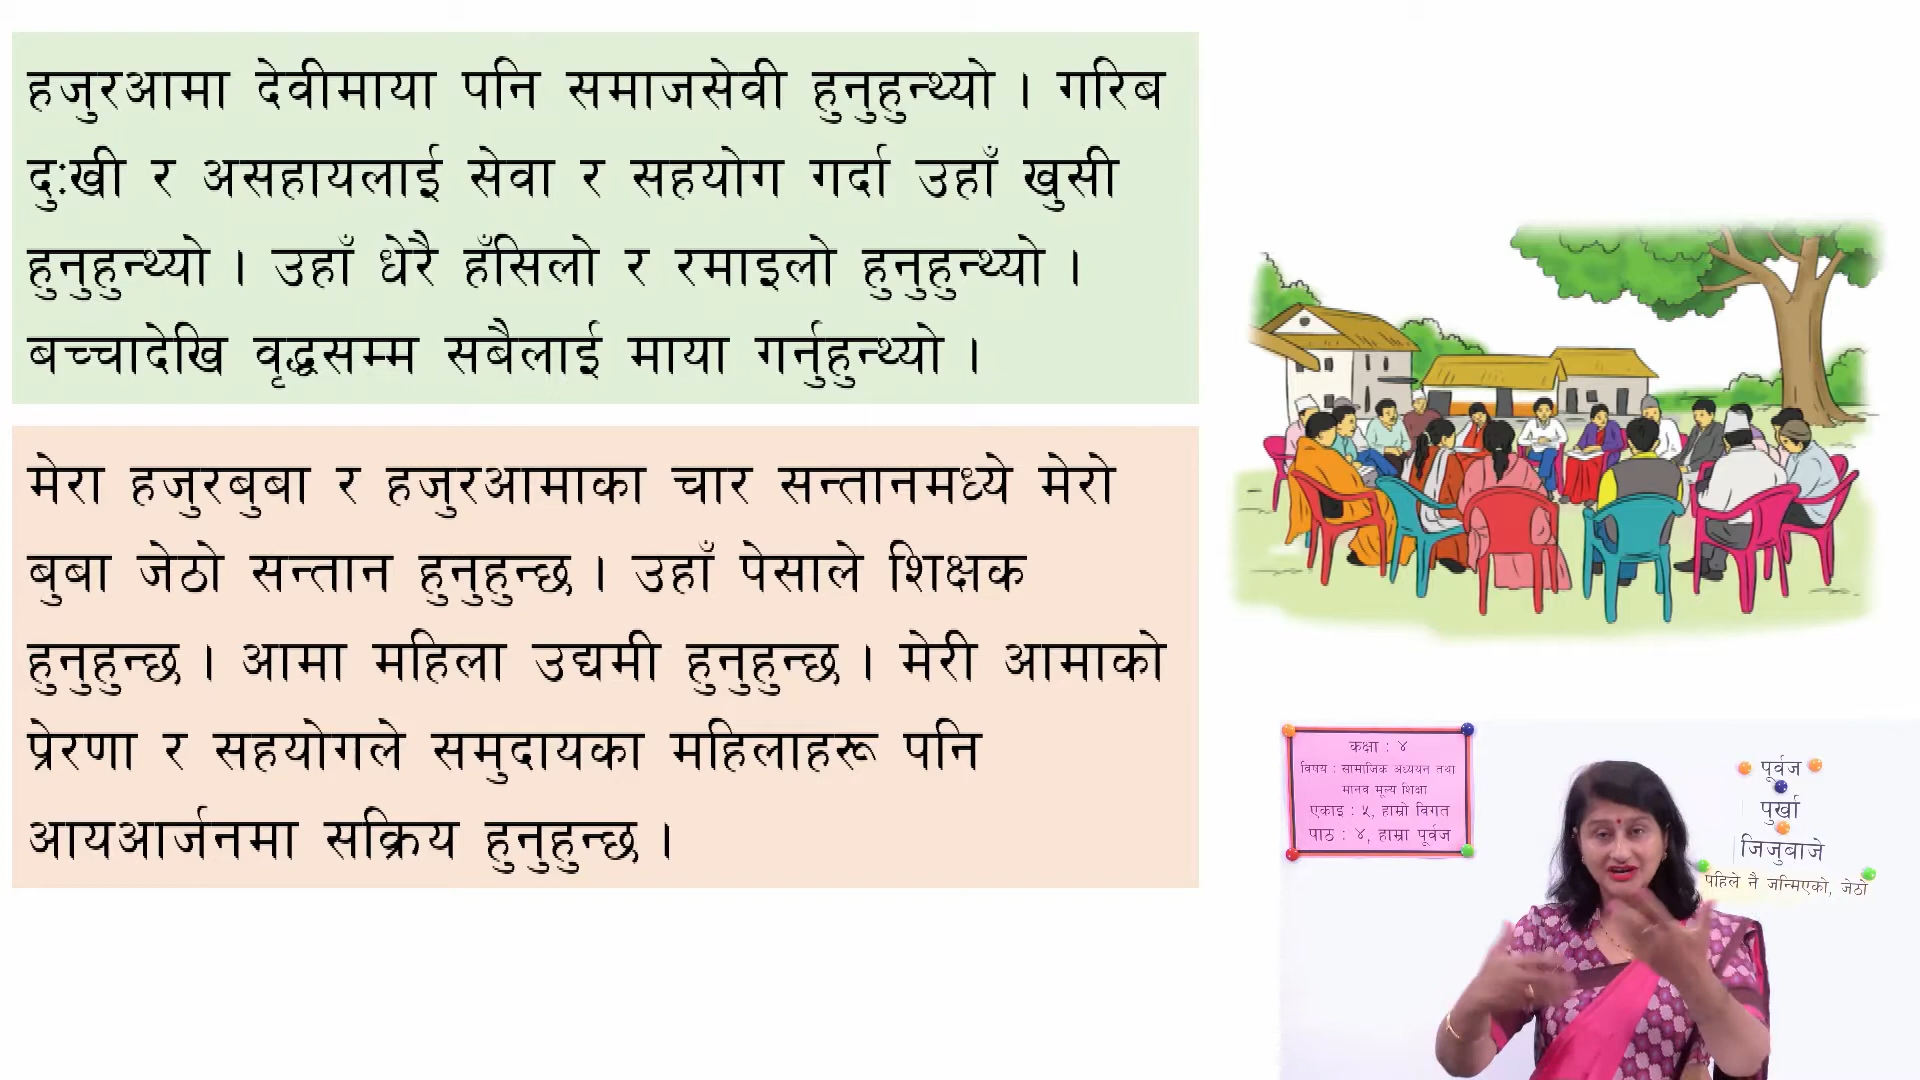 हजुरआमा देवीमाया पनि समाजसेवी हुनुहुन्थ्यो । गरिब
दुःखी र असहायलाई सेवा र सहयोग गर्दा उहाँ खुसी
हुनुहुन्थ्यो । उहाँ धेरै हँसिलो र रमाइलो हुनुहुन्थ्यो ।
बच्चादेखि वृद्धसम्म सबैलाई माया गर्नुहुन्थ्यो ।
मेरा हजुरबुबा र हजुरआमाका चार सन्तानमध्ये मेरो
बुबा जेठो सन्तान हुनुहुन्छ । उहाँ पेसाले शिक्षक
हुनुहुन्छ । आमा महिला उद्यमी हुनुहुन्छ । मेरी आमाको
प्रेरणा र सहयोगले समुदायका महिलाहरू पनि
आयआर्जनमा सक्रिय हुनुहुन्छ ।
कक्षा : ४
विषय : सामाजिक अध्ययन तथा
मानव मूल्य शिक्षा
एकाइ : ५, हाम्रो विगत
पाठ : ४, हाम्रा पूर्वज
पूर्वज
पुर्खा
जिजुबाजे
पहिले नै जन्मिएको, जेठो